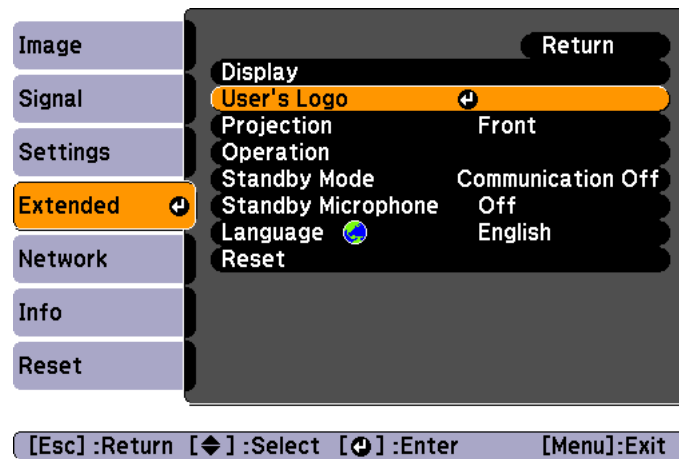 Image
Signal
Settings
Extended
Network
Info
Reset
Return
Display
User's Logo
Projection Front
Operation
Standby Mode Communication Off
Standby Microphone Off
Language English
Reset
[Esc] :Return [ ] :Select [ ] :Enter [Menu]:Exit